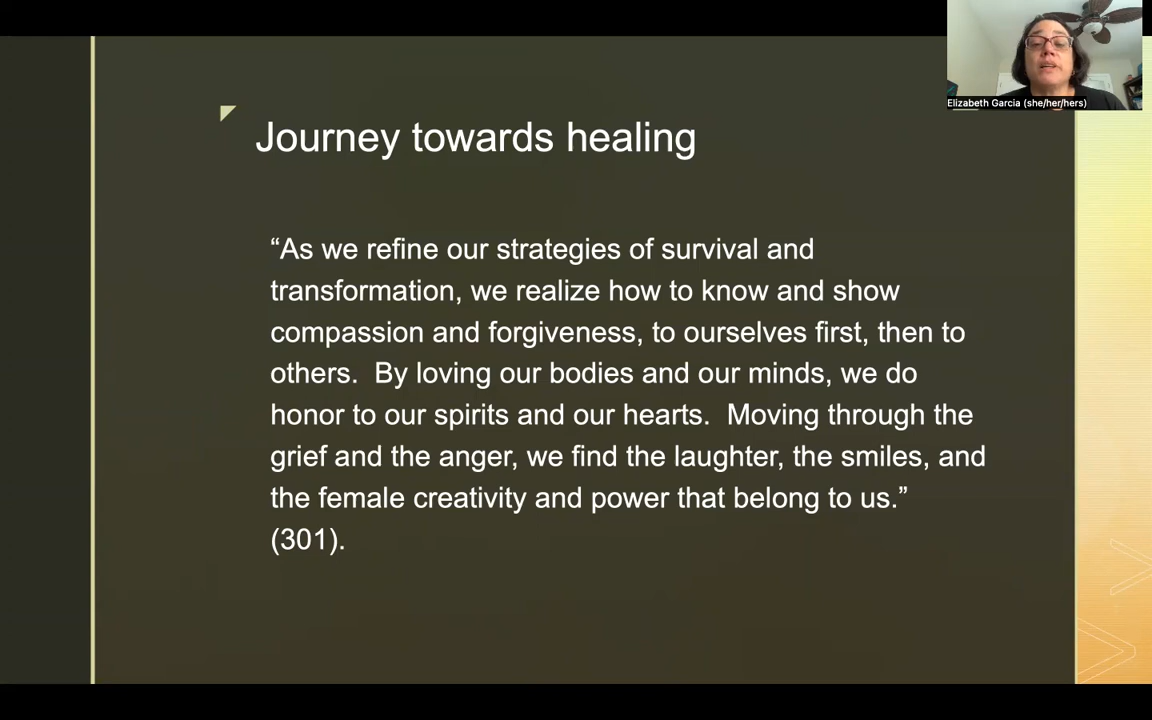 Elizabeth Garcia (she/her/hers)
Journey towards healing
“As we refine our strategies of survival and
transformation, we realize how to know and show
compassion and forgiveness, to ourselves first, then to
others.  By loving our bodies and our minds, we do
honor to our spirits and our hearts.  Moving through the
grief and the anger, we find the laughter, the smiles, and
the female creativity and power that belong to us.”
(301).